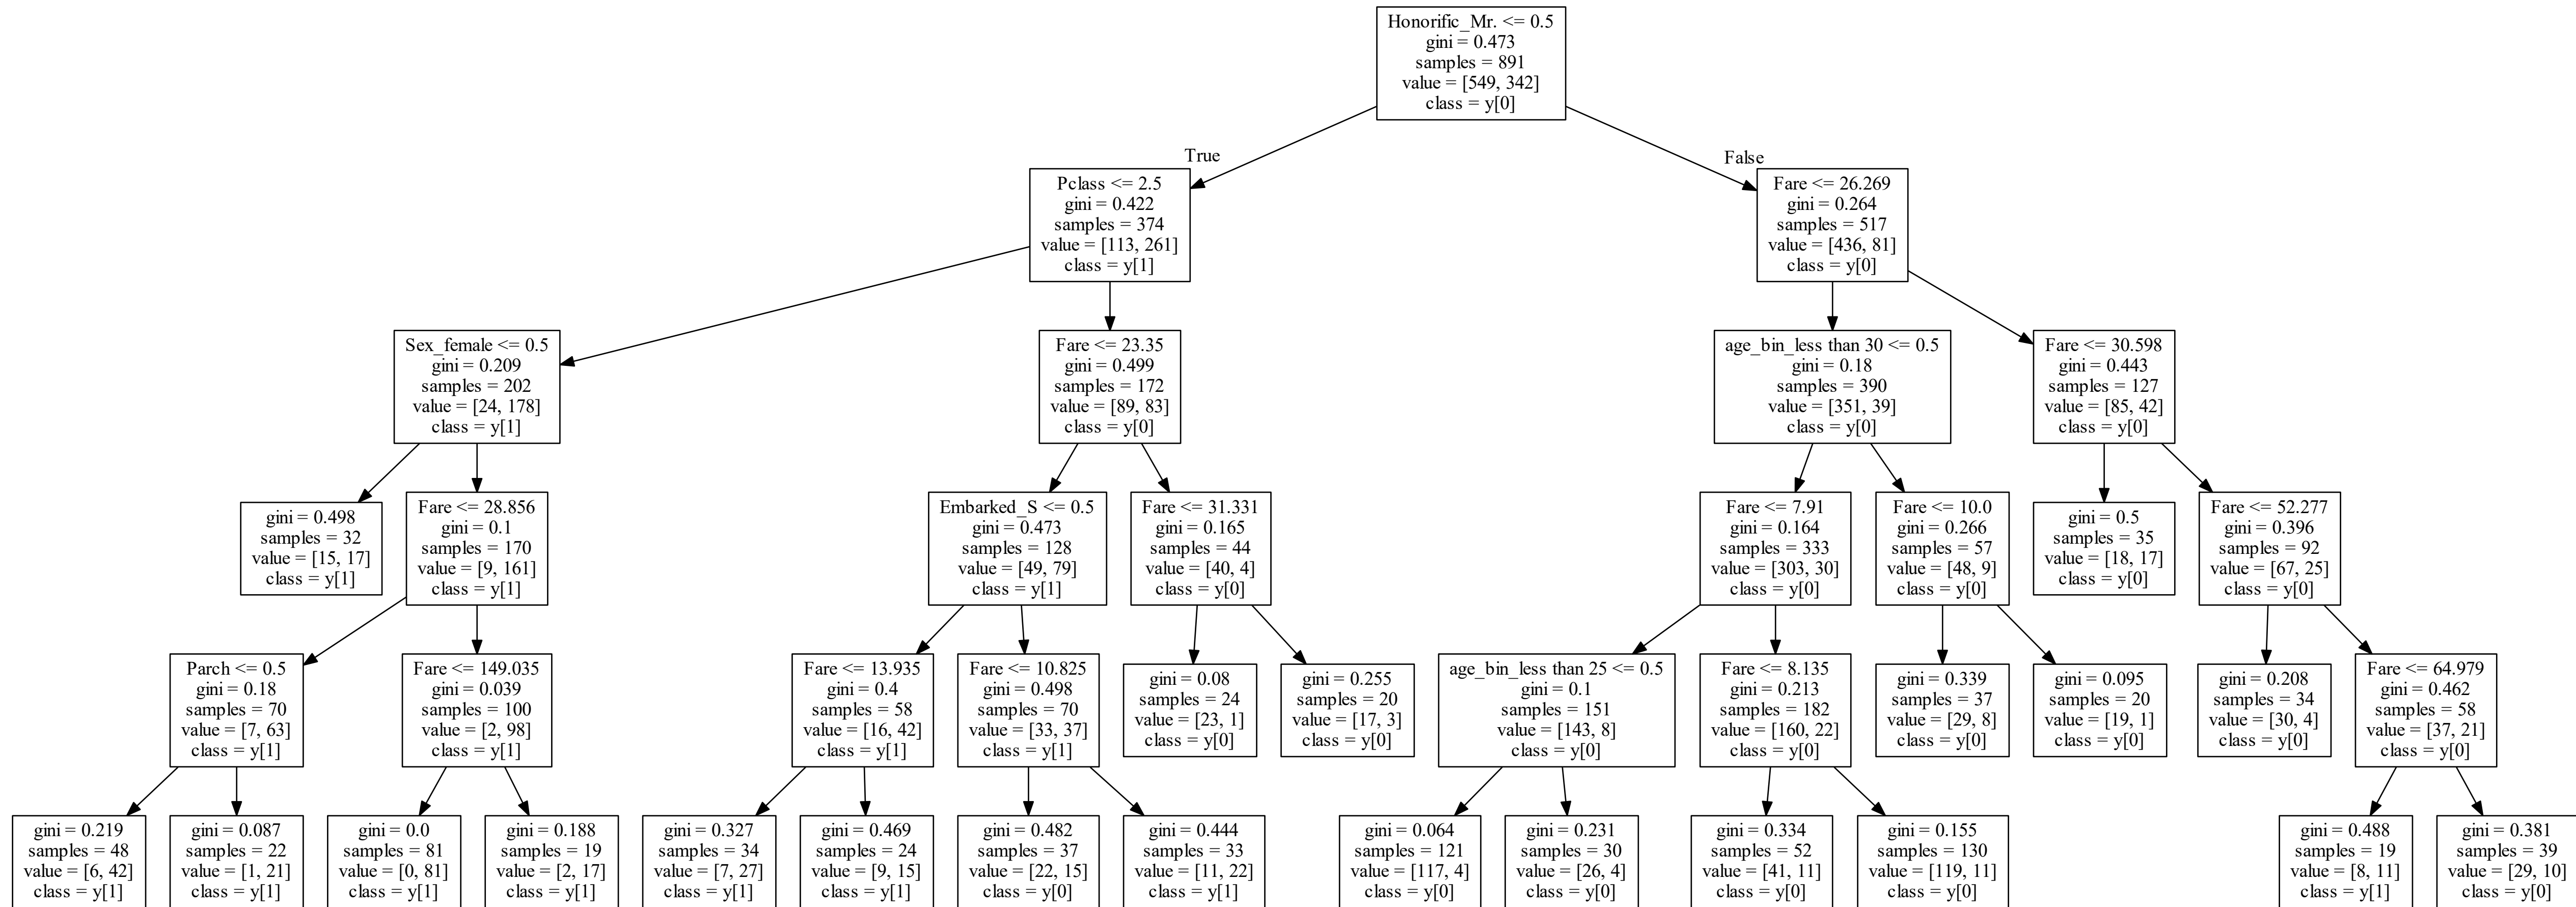 Honorific_Mr. <= 0.5
gini = 0.473
samples = 891
value = [549, 342]
class = y[0]
True
False
Pclass <= 2.5
gini = 0.422
samples = 374
value = [113, 261]
class = y[1]
Fare <= 26.269
gini = 0.264
samples = 517
value = [436, 81]
class = y[0]
Sex_female <= 0.5
gini = 0.209
samples = 202
value = [24, 178]
class = y[1]
Fare <= 23.35
gini = 0.499
samples = 172
value = [89, 83]
class = y[0]
age_bin_less than 30 <= 0.5
gini = 0.18
samples = 390
value = [351, 39]
class = y[0]
Fare <= 30.598
gini = 0.443
samples = 127
value = [85, 42]
class = y[0]
gini = 0.498
samples = 32
value = [15, 17]
class = y[1]
Fare <= 28.856
gini = 0.1
samples = 170
value = [9, 161]
class = y[1]
Embarked_S <= 0.5
gini = 0.473
samples = 128
value = [49, 79]
class = y[1]
Fare <= 31.331
gini = 0.165
samples = 44
value = [40, 4]
class = y[0]
Fare <= 7.91
gini = 0.164
samples = 333
value = [303, 30]
class = y[0]
Fare <= 10.0
gini = 0.266
samples = 57
value = [48, 9]
class = y[0]
gini = 0.5
samples = 35
value = [18, 17]
class = y[0]
Fare <= 52.277
gini = 0.396
samples = 92
value = [67, 25]
class = y[0]
Parch <= 0.5
gini = 0.18
samples = 70
value = [7, 63]
class = y[1]
Fare <= 149.035
gini = 0.039
samples = 100
value = [2, 98]
class = y[1]
Fare <= 13.935
gini = 0.4
samples = 58
value = [16, 42]
class = y[1]
Fare <= 10.825
gini = 0.498
samples = 70
value = [33, 37]
class = y[1]
gini = 0.08
samples = 24
value = [23, 1]
class = y[0]
gini = 0.255
samples = 20
value = [17, 3]
class = y[0]
age_bin_less than 25 <= 0.5
gini = 0.1
samples = 151
value = [143, 8]
class = y[0]
Fare <= 8.135
gini = 0.213
samples = 182
value = [160, 22]
class = y[0]
gini = 0.339
samples = 37
value = [29, 8]
class = y[0]
gini = 0.095
samples = 20
value = [19, 1]
class = y[0]
gini = 0.208
samples = 34
value = [30, 4]
class = y[0]
Fare <= 64.979
gini = 0.462
samples = 58
value = [37, 21]
class = y[0]
gini = 0.219
samples = 48
value = [6, 42]
class = y[1]
gini = 0.087
samples = 22
value = [1, 21]
class = y[1]
gini = 0.0
samples = 81
value = [0, 81]
class = y[1]
gini = 0.188
samples = 19
value = [2, 17]
class = y[1]
gini = 0.327
samples = 34
value = [7, 27]
class = y[1]
gini = 0.469
samples = 24
value = [9, 15]
class = y[1]
gini = 0.482
samples = 37
value = [22, 15]
class = y[0]
gini = 0.444
samples = 33
value = [11, 22]
class = y[1]
gini = 0.064
samples = 121
value = [117, 4]
class = y[0]
gini = 0.231
samples = 30
value = [26, 4]
class = y[0]
gini = 0.334
samples = 52
value = [41, 11]
class = y[0]
gini = 0.155
samples = 130
value = [119, 11]
class = y[0]
gini = 0.488
samples = 19
value = [8, 11]
class = y[1]
gini = 0.381
samples = 39
value = [29, 10]
class = y[0]